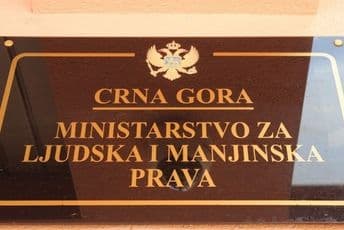 CRNA GORA
MINISTARSTVO ZA
LJUDSKA I MANJINSKA
PRAVA